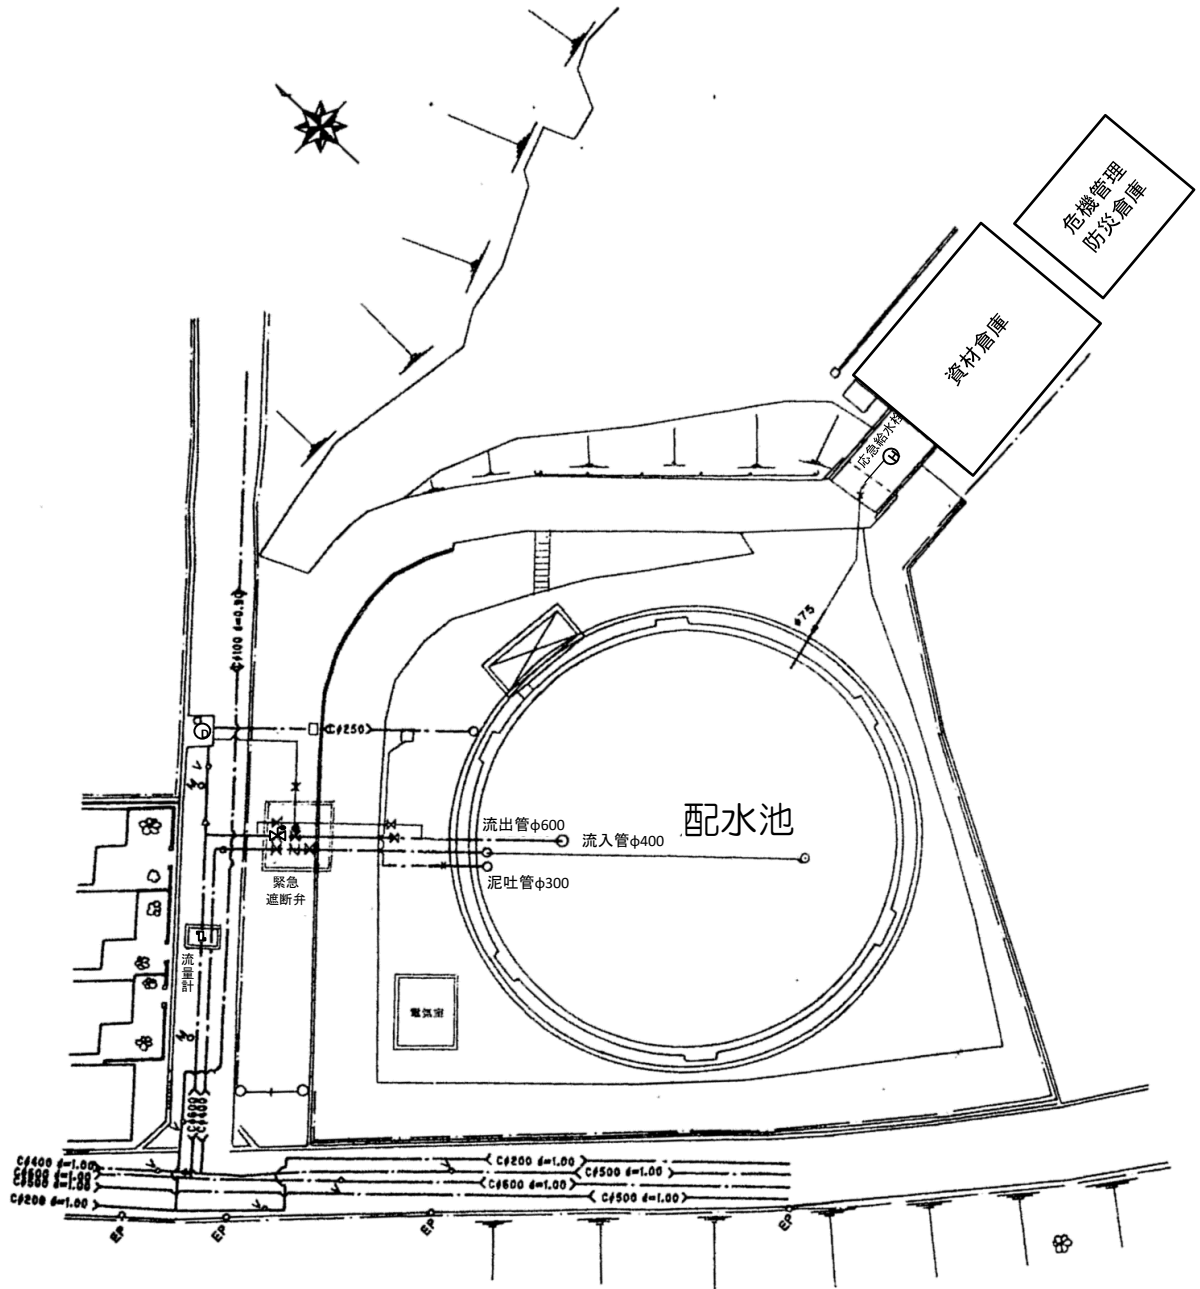 危機管理
防災倉庫
資材倉庫
応急給水栓
H
φ75
Cφ100 d=0.90
Cφ250
配水池
流出管φ600
流入管φ400
泥吐管φ300
緊急
遮断弁
流量計
電気室
Cφ400 d=1.00
Cφ200 d=1.00
Cφ200 d=1.00
Cφ500 d=1.00
Cφ600 d=1.00
Cφ500 d=1.00
EP
EP
EP
EP